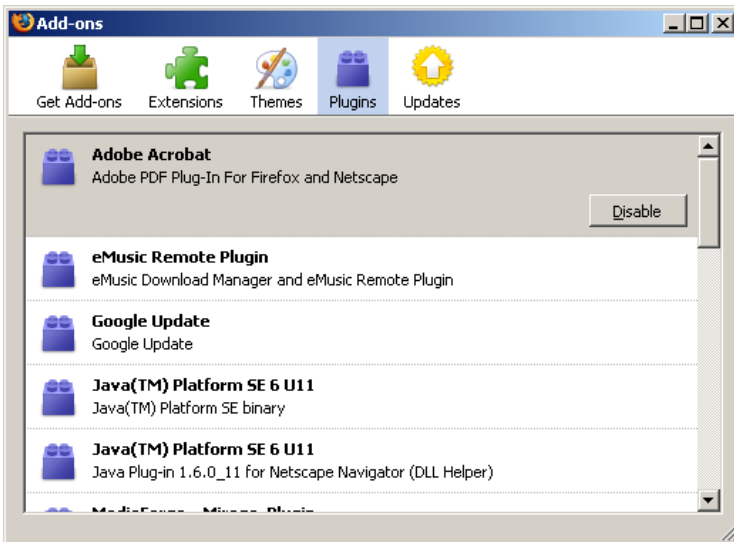 Add-ons
Get Add-ons Extensions Themes Plugins Updates
Adobe Acrobat
Adobe PDF Plug-In For Firefox and Netscape
Disable
eMusic Remote Plugin
eMusic Download Manager and eMusic Remote Plugin
Google Update
Google Update
Java(TM) Platform SE 6 U11
Java(TM) Platform SE binary
Java(TM) Platform SE 6 U11
Java Plug-in 1.6.0_11 for Netscape Navigator (DLL Helper)